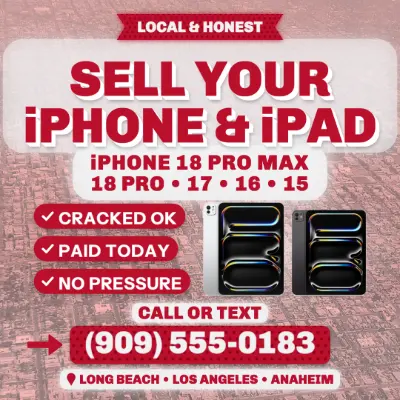 LOCAL & HONEST
SELL YOUR
iPHONE & iPAD
iPHONE 18 PRO MAX
18 PRO • 17 • 16 • 15
CRACKED OK
PAID TODAY
NO PRESSURE
CALL OR TEXT
(909) 555-0183
LONG BEACH • LOS ANGELES • ANAHEIM